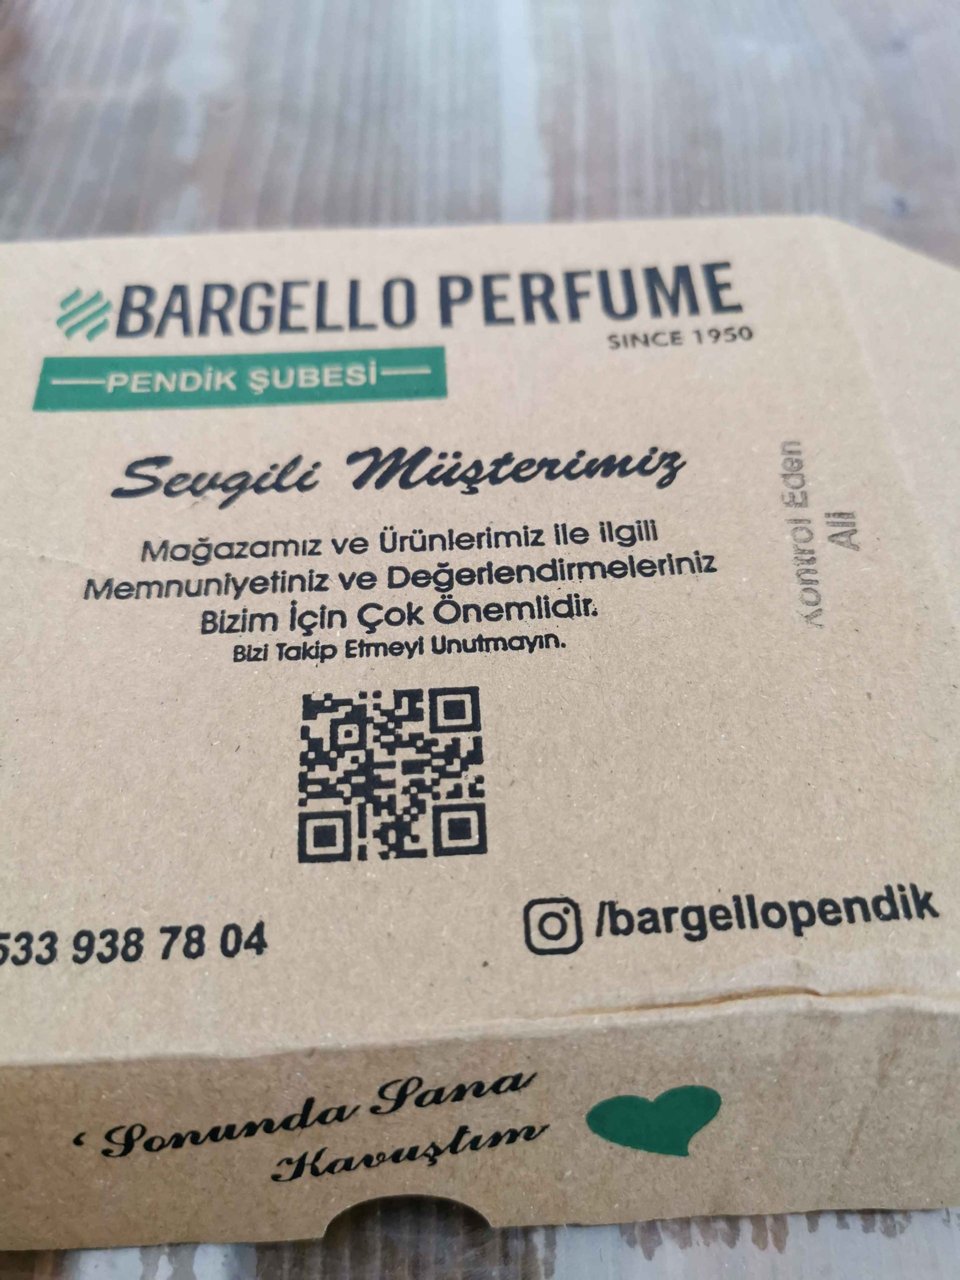 BARGELLO PERFUME
SINCE 1950
PENDİK ŞUBESİ
Sevgili Müşterimiz
Mağazamız ve Ürünlerimiz ile ilgili
Memnuniyetiniz ve Değerlendirmeleriniz
Bizim İçin Çok Önemlidir.
Bizi Takip Etmeyi Unutmayın.
Kontrol Eden
Ali
533 938 78 04
/bargellopendik
‘ Sonunda Sana
Kavuştım